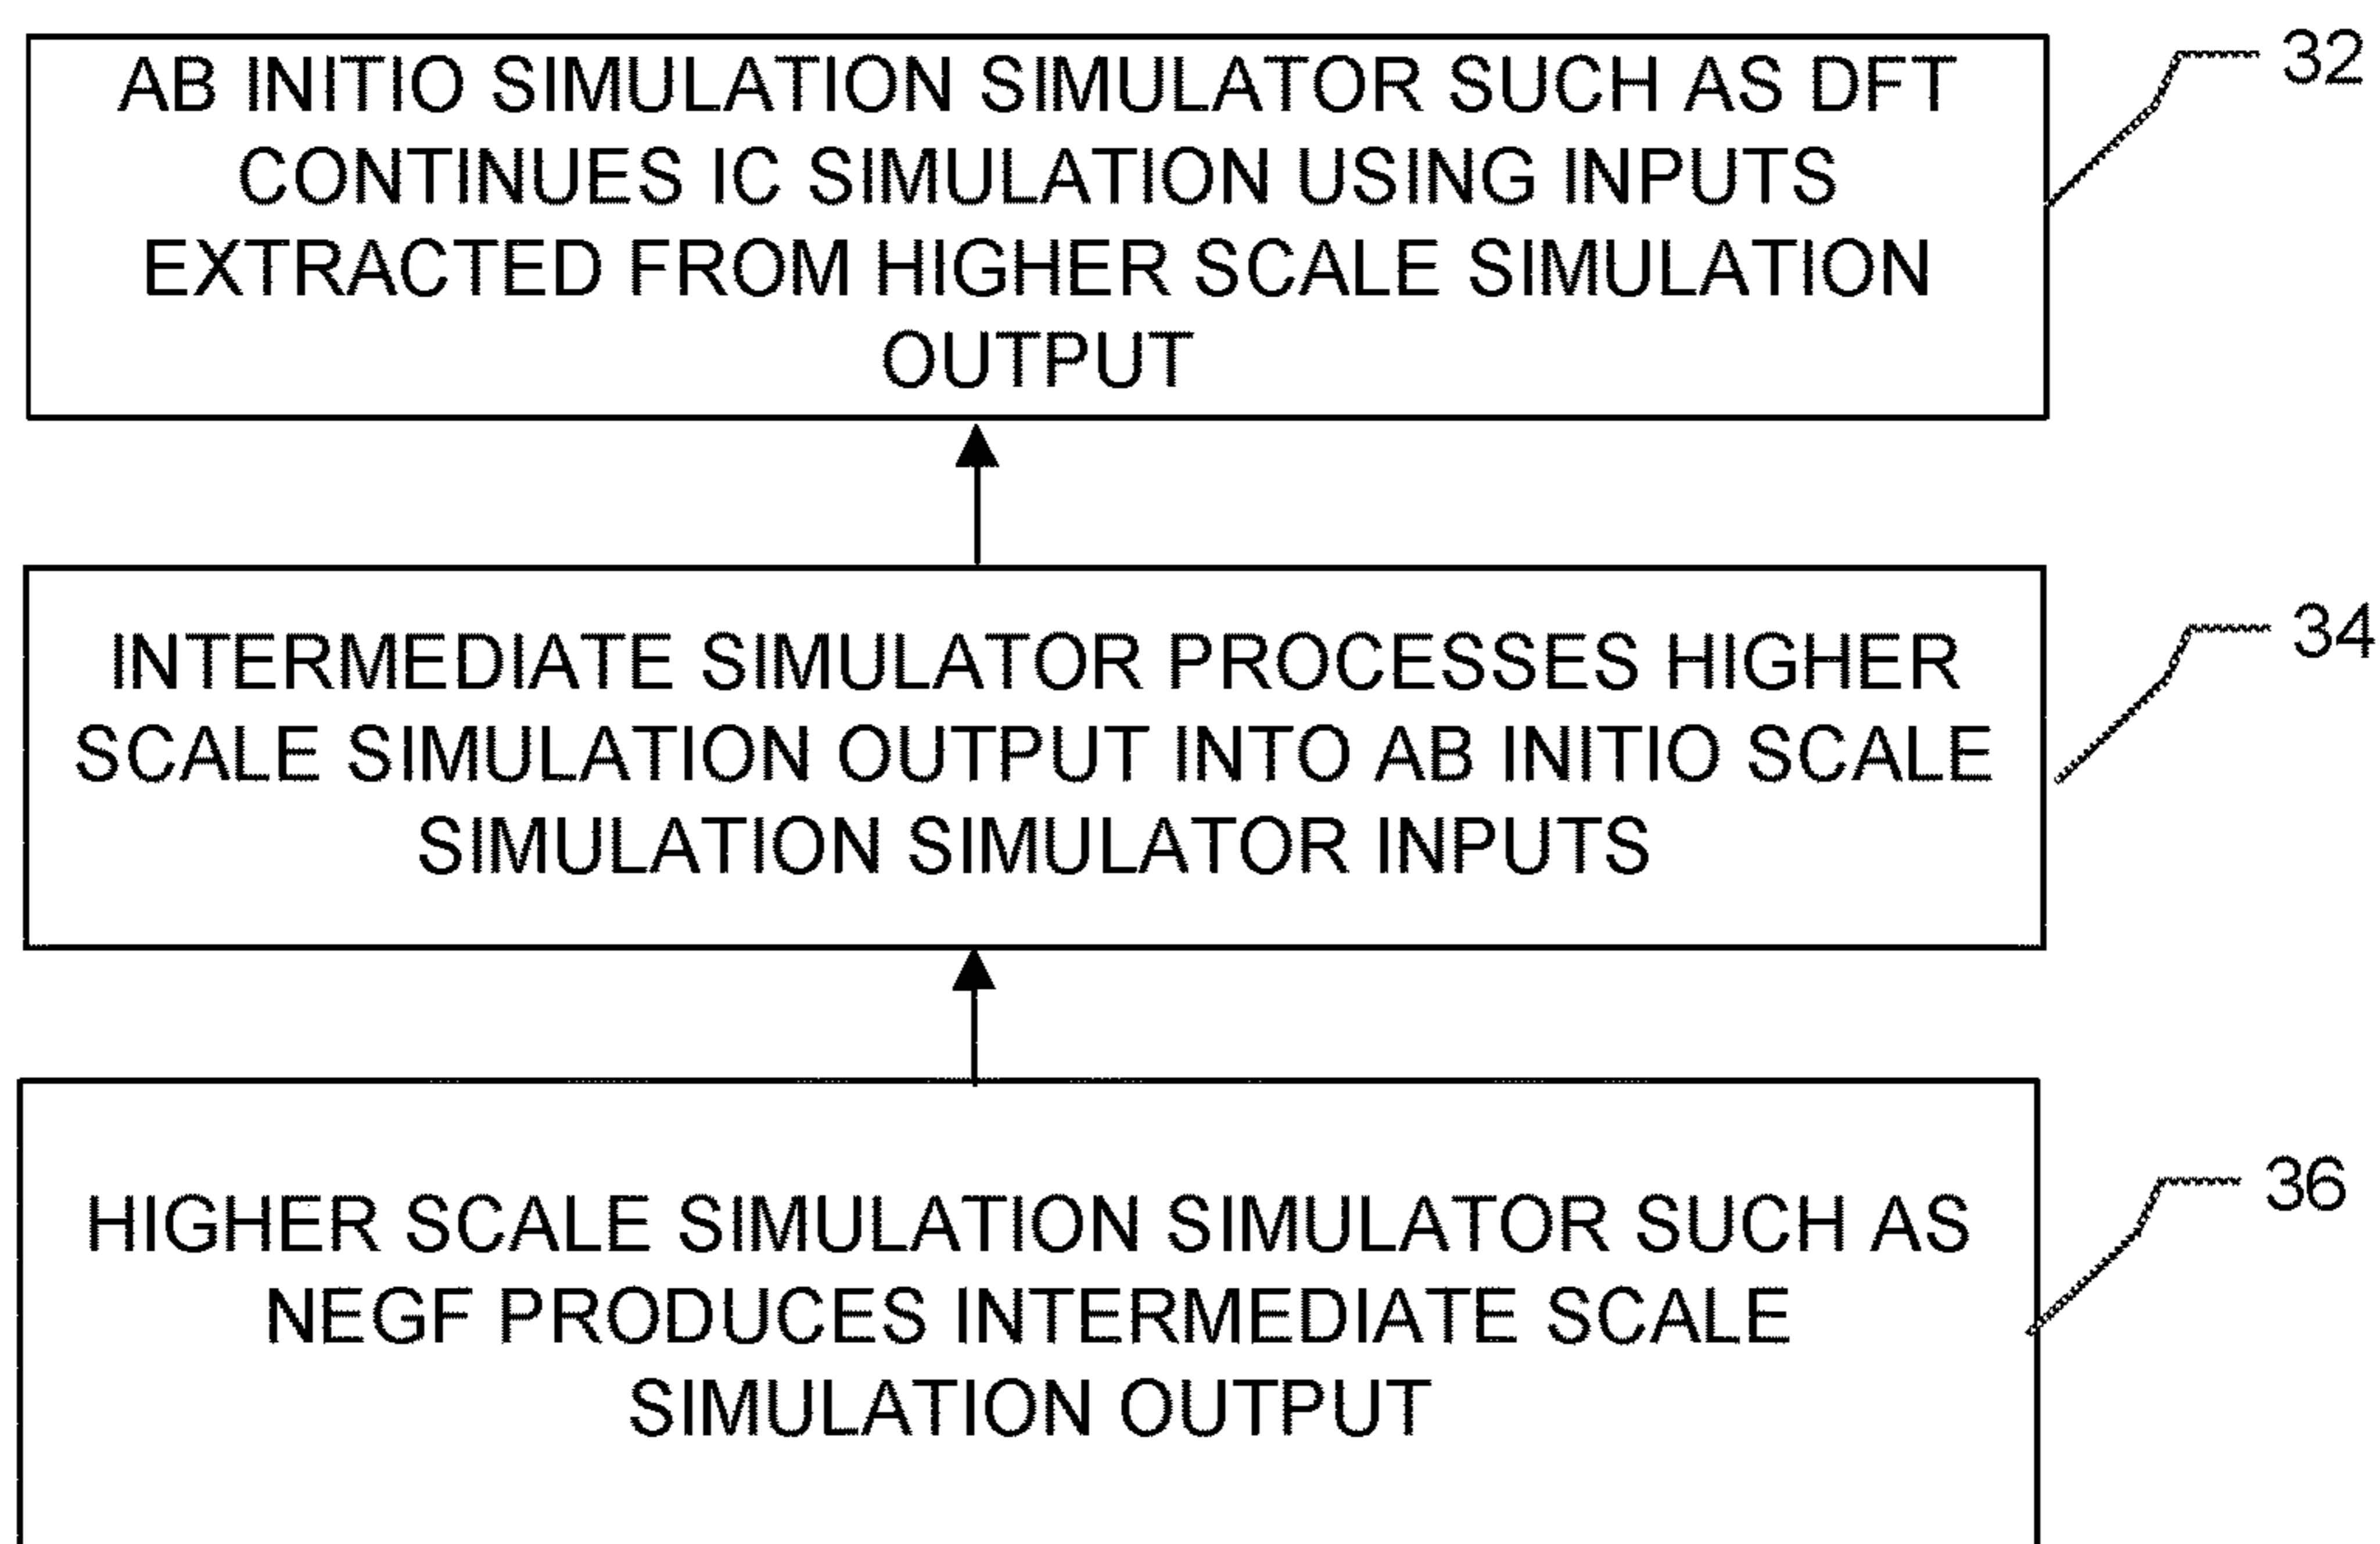 AB INITIO SIMULATION SIMULATOR SUCH AS DFT
CONTINUES IC SIMULATION USING INPUTS
EXTRACTED FROM HIGHER SCALE SIMULATION
OUTPUT
32
INTERMEDIATE SIMULATOR PROCESSES HIGHER
SCALE SIMULATION OUTPUT INTO AB INITIO SCALE
SIMULATION SIMULATOR INPUTS
34
HIGHER SCALE SIMULATION SIMULATOR SUCH AS
NEGF PRODUCES INTERMEDIATE SCALE
SIMULATION OUTPUT
36